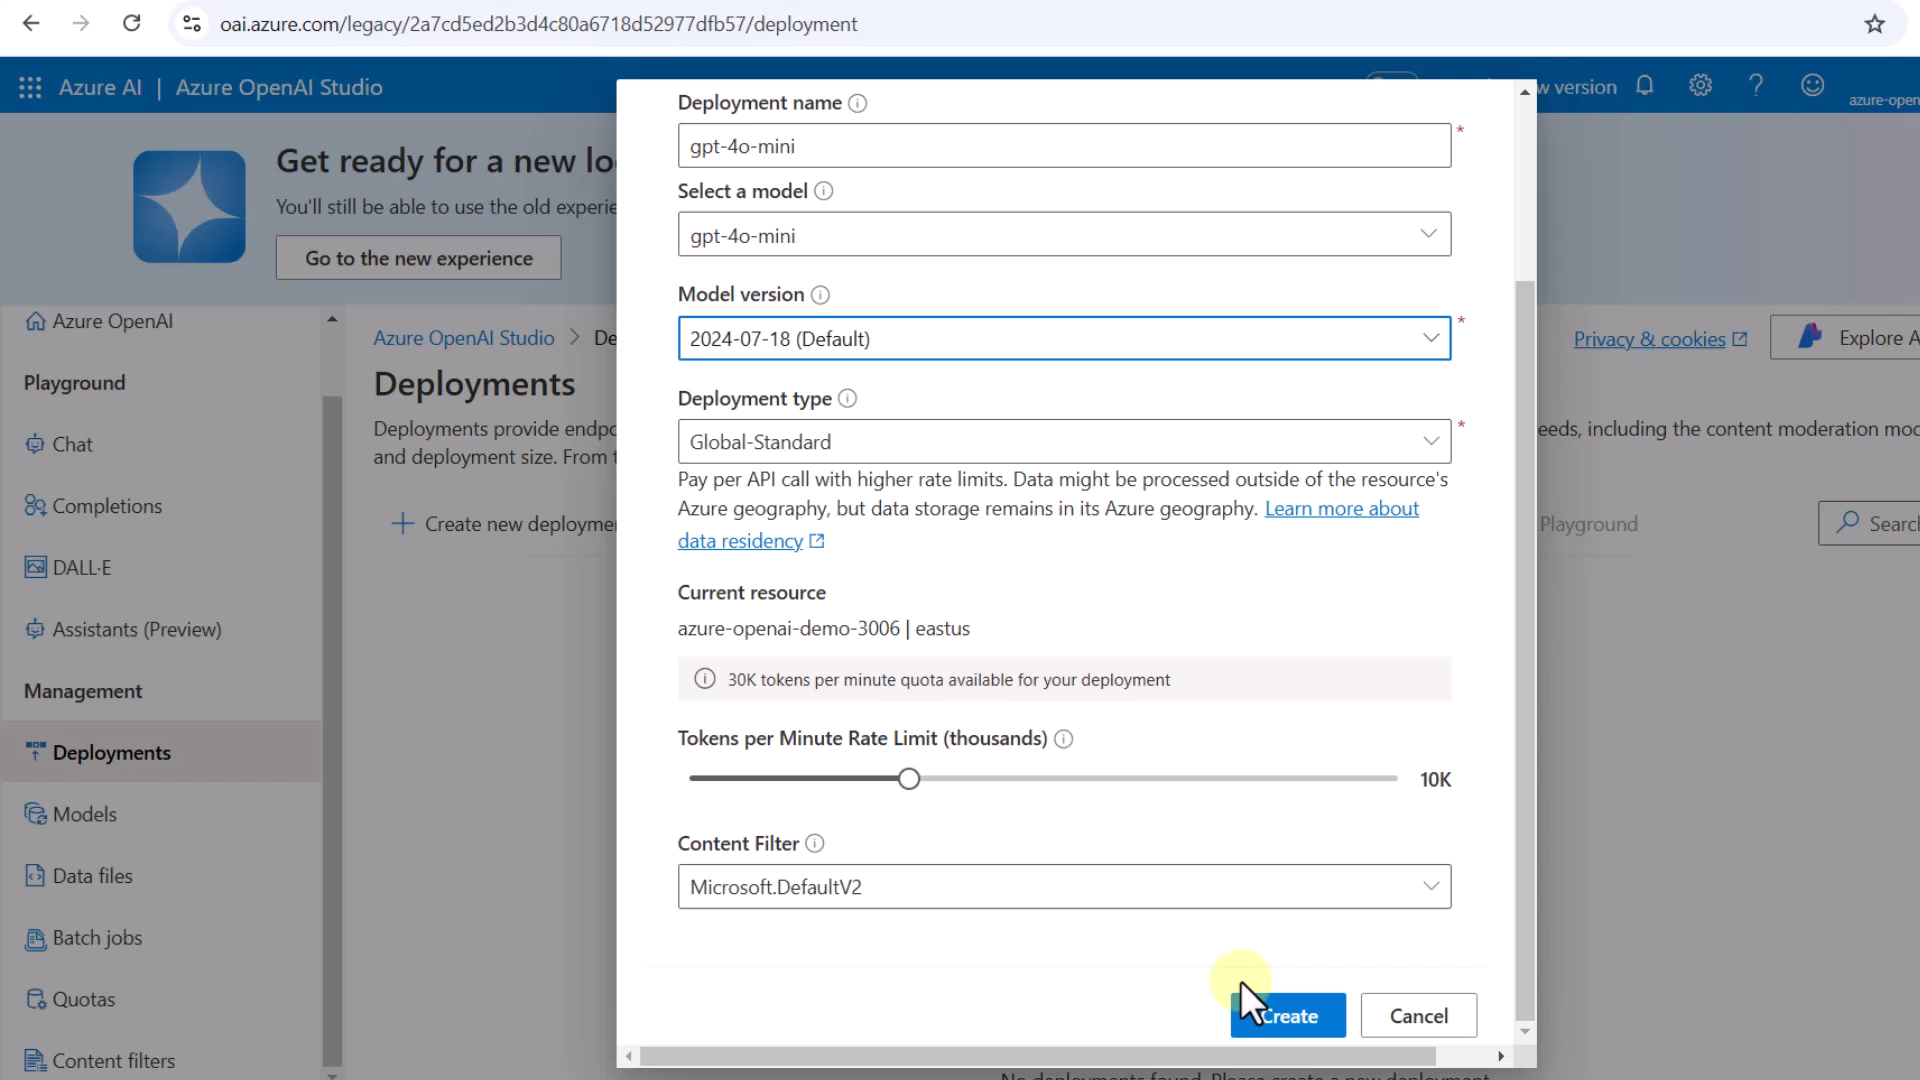 oai.azure.com/legacy/2a7cd5ed2b3d4c80a6718d52977dfb57/deployment
Azure AI | Azure OpenAI Studio
w version
azure-open
Get ready for a new lo
You'll still be able to use the old experie
Go to the new experience
Azure OpenAI
Playground
Chat
Completions
DALL·E
Assistants (Preview)
Management
Deployments
Models
Data files
Batch jobs
Quotas
Content filters
Azure OpenAI Studio > De
Privacy & cookies
Explore A
Deployments
Deployments provide endpo
eeds, including the content moderation mod
and deployment size. From t
Create new deployme
Playground
Search
Deployment name
gpt-4o-mini *
Select a model
gpt-4o-mini
Model version
2024-07-18 (Default) *
Deployment type
Global-Standard *
Pay per API call with higher rate limits. Data might be processed outside of the resource's
Azure geography, but data storage remains in its Azure geography. Learn more about
data residency
Current resource
azure-openai-demo-3006 | eastus
30K tokens per minute quota available for your deployment
Tokens per Minute Rate Limit (thousands)
10K
Content Filter
Microsoft.DefaultV2
Create
Cancel
No deployments found. Please create a new deployment